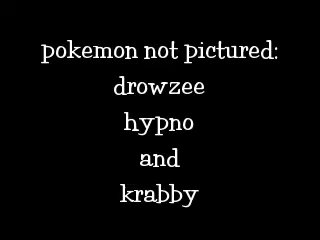 pokemon not pictured:
drowzee
hypno
and
krabby